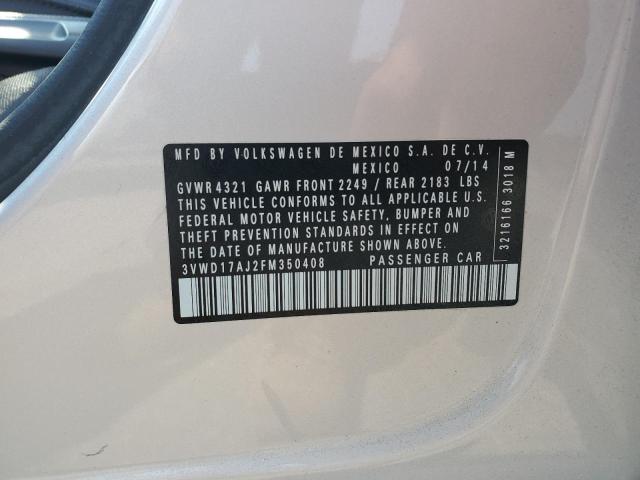 MFD BY VOLKSWAGEN DE MEXICO S.A. DE C.V.
MEXICO 07/14
GVWR 4321 GAWR FRONT 2249 / REAR 2183 LBS
THIS VEHICLE CONFORMS TO ALL APPLICABLE U.S.
FEDERAL MOTOR VEHICLE SAFETY, BUMPER AND
THEFT PREVENTION STANDARDS IN EFFECT ON
THE DATE OF MANUFACTURE SHOWN ABOVE.
3VWD17AJ2FM350408 PASSENGER CAR
3216166 3018 M